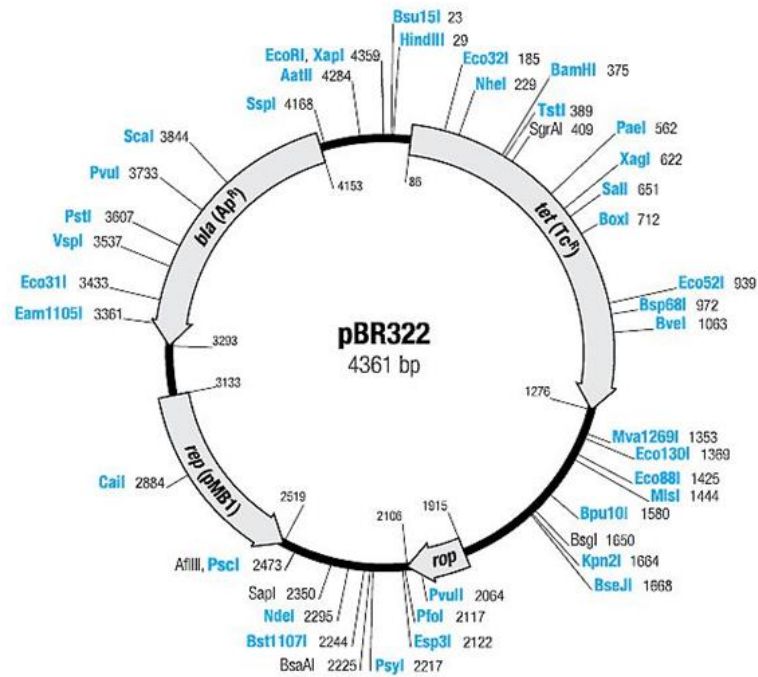 Bsu15I 23
HindIII 29
EcoRI, XapI 4359
AatII 4284
SspI 4168
ScaI 3844
PvuI 3733
PstI 3607
VspI 3537
Eco31I 3433
Eam1105I 3361
Eco32I 185
NheI 229
BamHI 375
TstI 389
SgrAI 409
PaeI 562
XagI 622
SalI 651
BoxI 712
Eco52I 939
Bsp68I 972
BveI 1063
bla (ApR)
tet (TcR)
4153
86
3293
3133
1276
pBR322
4361 bp
rep (pMB1)
CaiI 2884
2519
2106
1915
rop
Mva1269I 1353
Eco130I 1369
Eco88I 1425
MlsI 1444
Bpu10I 1580
BsgI 1650
Kpn2I 1664
BseJI 1668
AflIII, PscI 2473
SapI 2350
NdeI 2295
Bst1107I 2244
BsaAI 2225
PvuII 2064
PfoI 2117
Esp3I 2122
PsyI 2217